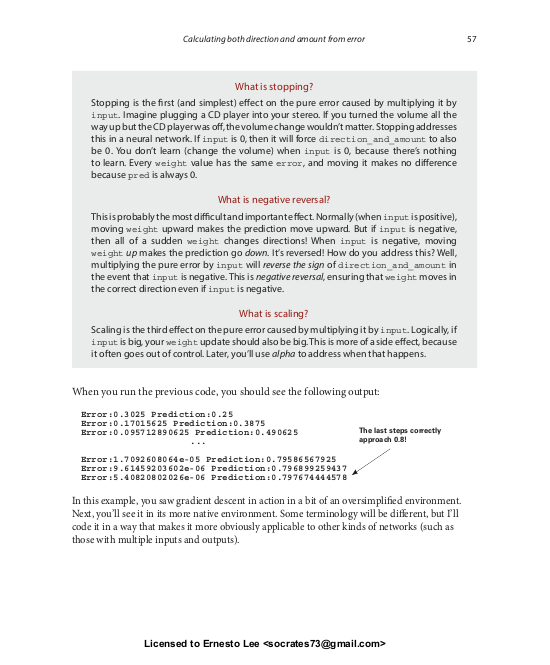 Calculating both direction and amount from error
57
What is stopping?
Stopping is the first (and simplest) effect on the pure error caused by multiplying it by
input. Imagine plugging a CD player into your stereo. If you turned the volume all the
way up but the CD player was off, the volume change wouldn't matter. Stopping addresses
this in a neural network. If input is 0, then it will force direction_and_amount to also
be 0. You don't learn (change the volume) when input is 0, because there's nothing
to learn. Every weight value has the same error, and moving it makes no difference
because pred is always 0.
What is negative reversal?
This is probably the most difficult and important effect. Normally (when input is positive),
moving weight upward makes the prediction move upward. But if input is negative,
then all of a sudden weight changes directions! When input is negative, moving
weight up makes the prediction go down. It's reversed! How do you address this? Well,
multiplying the pure error by input will reverse the sign of direction_and_amount in
the event that input is negative. This is negative reversal, ensuring that weight moves in
the correct direction even if input is negative.
What is scaling?
Scaling is the third effect on the pure error caused by multiplying it by input. Logically, if
input is big, your weight update should also be big. This is more of a side effect, because
it often goes out of control. Later, you'll use alpha to address when that happens.
When you run the previous code, you should see the following output:
Error:0.3025 Prediction:0.25
Error:0.17015625 Prediction:0.3875
Error:0.095712890625 Prediction:0.490625
...
The last steps correctly
approach 0.8!
Error:1.7092608064e-05 Prediction:0.79586567925
Error:9.61459203602e-06 Prediction:0.796899259437
Error:5.40820802026e-06 Prediction:0.797674444578
In this example, you saw gradient descent in action in a bit of an oversimplified environment.
Next, you'll see it in its more native environment. Some terminology will be different, but I'll
code it in a way that makes it more obviously applicable to other kinds of networks (such as
those with multiple inputs and outputs).
Licensed to Ernesto Lee <socrates73@gmail.com>